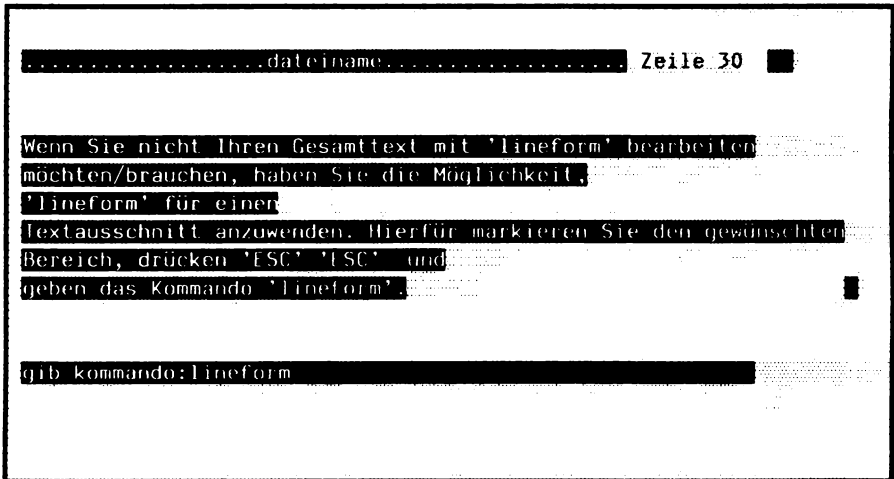 ...................dateiname................... Zeile 30
Wenn Sie nicht Ihren Gesamttext mit 'lineform' bearbeiten
möchten/brauchen, haben Sie die Möglichkeit,
'lineform' für einen
Textausschnitt anzuwenden. Hierfür markieren Sie den gewünschten
Bereich, drücken 'ESC' 'ESC' und
geben das Kommando 'lineform'.
gib kommando:lineform